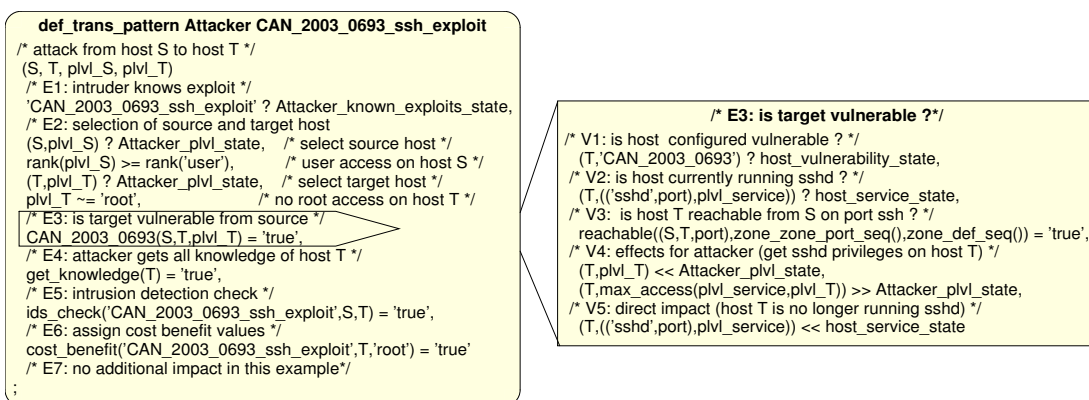 def_trans_pattern Attacker CAN_2003_0693_ssh_exploit
/* attack from host S to host T */
(S, T, plvl_S, plvl_T)
/* E1: intruder knows exploit */
'CAN_2003_0693_ssh_exploit' ? Attacker_known_exploits_state,
/* E2: selection of source and target host
(S,plvl_S) ? Attacker_plvl_state, /* select source host */
rank(plvl_S) >= rank('user'), /* user access on host S */
(T,plvl_T) ? Attacker_plvl_state, /* select target host */
plvl_T ~= 'root', /* no root access on host T */
/* E3: is target vulnerable from source */
CAN_2003_0693(S,T,plvl_T) = 'true',
/* E4: attacker gets all knowledge of host T */
get_knowledge(T) = 'true',
/* E5: intrusion detection check */
ids_check('CAN_2003_0693_ssh_exploit',S,T) = 'true',
/* E6: assign cost benefit values */
cost_benefit('CAN_2003_0693_ssh_exploit',T,'root') = 'true'
/* E7: no additional impact in this example*/
;
/* E3: is target vulnerable ?*/
/* V1: is host configured vulnerable ? */
(T,'CAN_2003_0693') ? host_vulnerability_state,
/* V2: is host currently running sshd ? */
(T,(('sshd',port),plvl_service)) ? host_service_state,
/* V3: is host T reachable from S on port ssh ? */
reachable((S,T,port),zone_zone_port_seq(),zone_def_seq()) = 'true',
/* V4: effects for attacker (get sshd privileges on host T) */
(T,plvl_T) << Attacker_plvl_state,
(T,max_access(plvl_service,plvl_T)) >> Attacker_plvl_state,
/* V5: direct impact (host T is no longer running sshd) */
(T,(('sshd',port),plvl_service)) << host_service_state